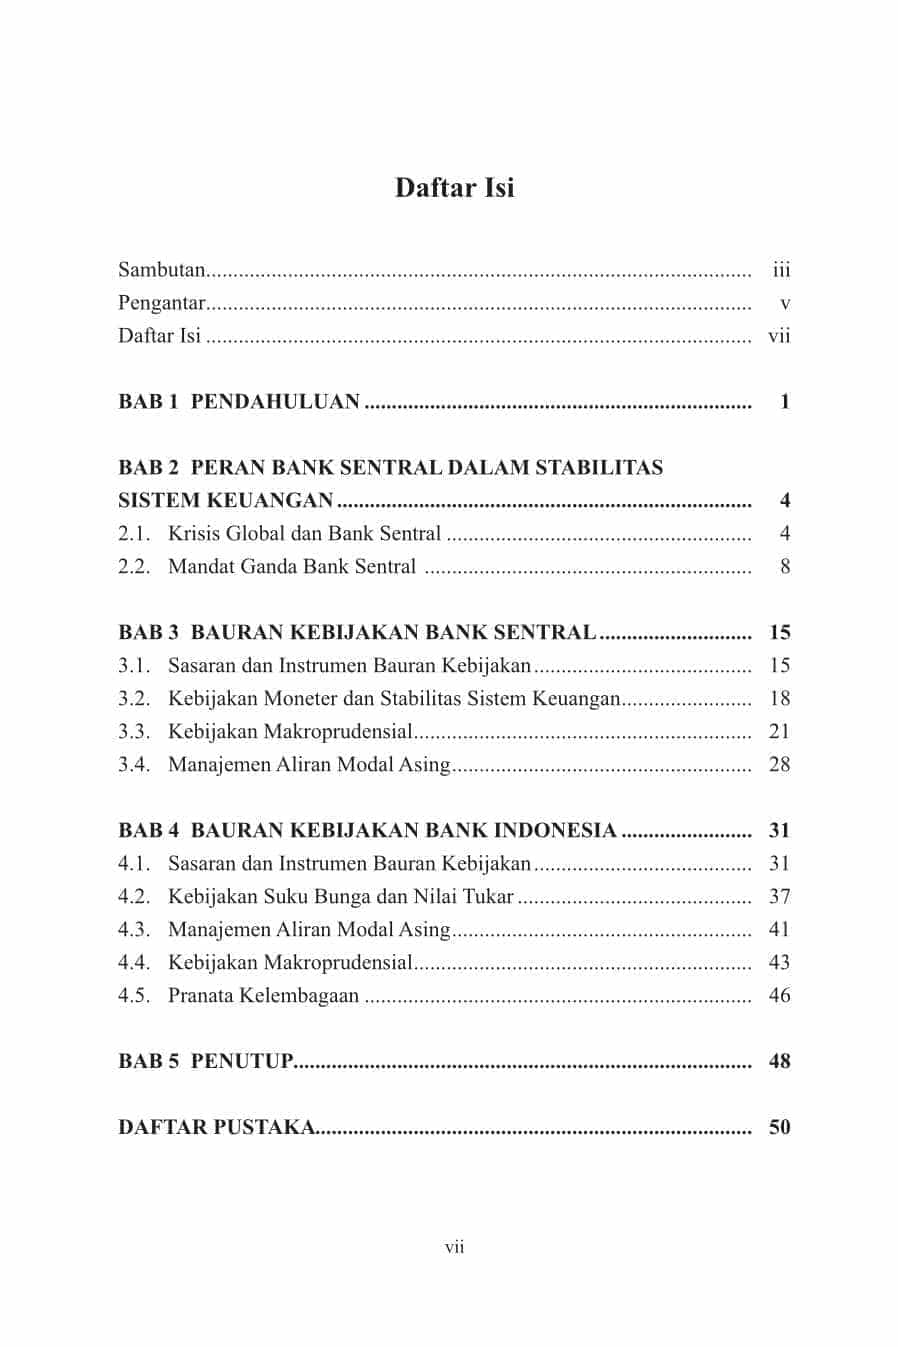 Daftar Isi
Sambutan.................................................................................................... iii
Pengantar.................................................................................................... v
Daftar Isi .................................................................................................... vii
BAB 1 PENDAHULUAN ....................................................................... 1
BAB 2 PERAN BANK SENTRAL DALAM STABILITAS
SISTEM KEUANGAN ............................................................................ 4
2.1. Krisis Global dan Bank Sentral ........................................................ 4
2.2. Mandat Ganda Bank Sentral ............................................................ 8
BAB 3 BAURAN KEBIJAKAN BANK SENTRAL............................ 15
3.1. Sasaran dan Instrumen Bauran Kebijakan........................................ 15
3.2. Kebijakan Moneter dan Stabilitas Sistem Keuangan........................ 18
3.3. Kebijakan Makroprudensial.............................................................. 21
3.4. Manajemen Aliran Modal Asing....................................................... 28
BAB 4 BAURAN KEBIJAKAN BANK INDONESIA ........................ 31
4.1. Sasaran dan Instrumen Bauran Kebijakan........................................ 31
4.2. Kebijakan Suku Bunga dan Nilai Tukar ........................................... 37
4.3. Manajemen Aliran Modal Asing....................................................... 41
4.4. Kebijakan Makroprudensial.............................................................. 43
4.5. Pranata Kelembagaan ....................................................................... 46
BAB 5 PENUTUP.................................................................................... 48
DAFTAR PUSTAKA................................................................................ 50
vii